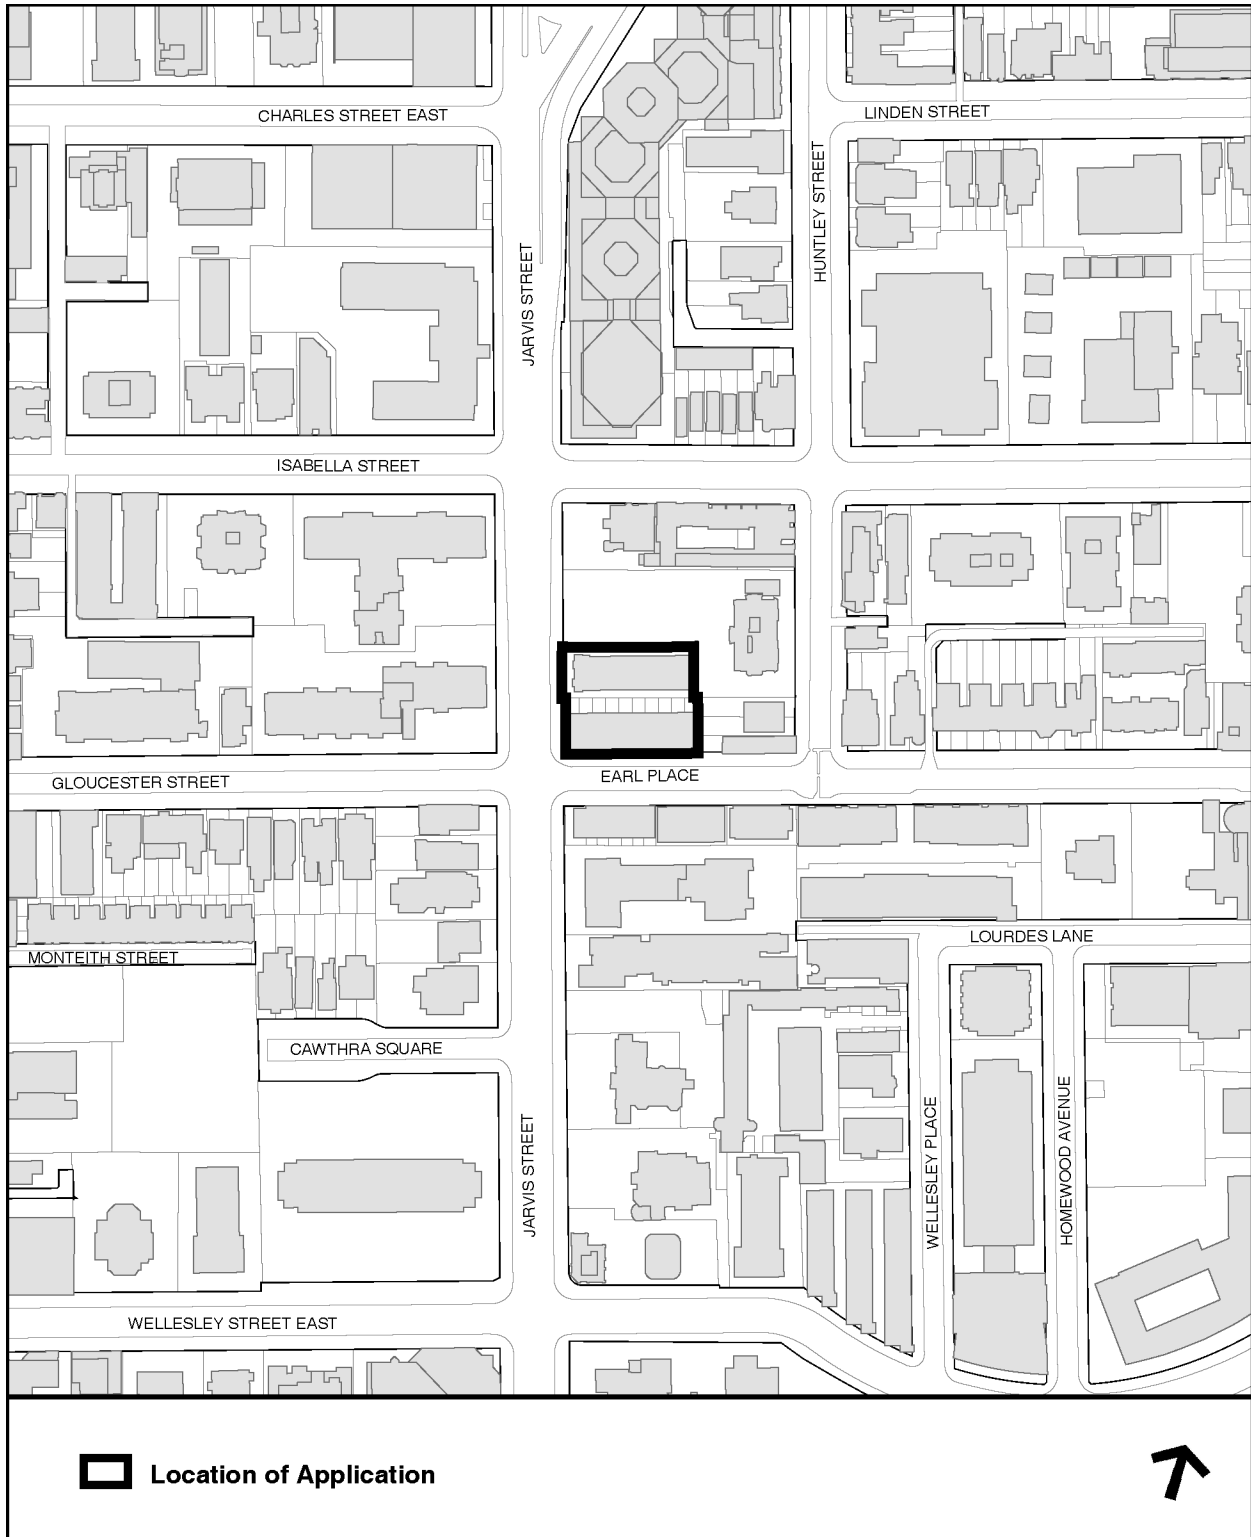 CHARLES STREET EAST
LINDEN STREET
HUNTLEY STREET
JARVIS STREET
ISABELLA STREET
GLOUCESTER STREET
EARL PLACE
MONTEITH STREET
LOURDES LANE
CAWTHRA SQUARE
JARVIS STREET
WELLESLEY PLACE
HOMEWOOD AVENUE
WELLESLEY STREET EAST
Location of Application